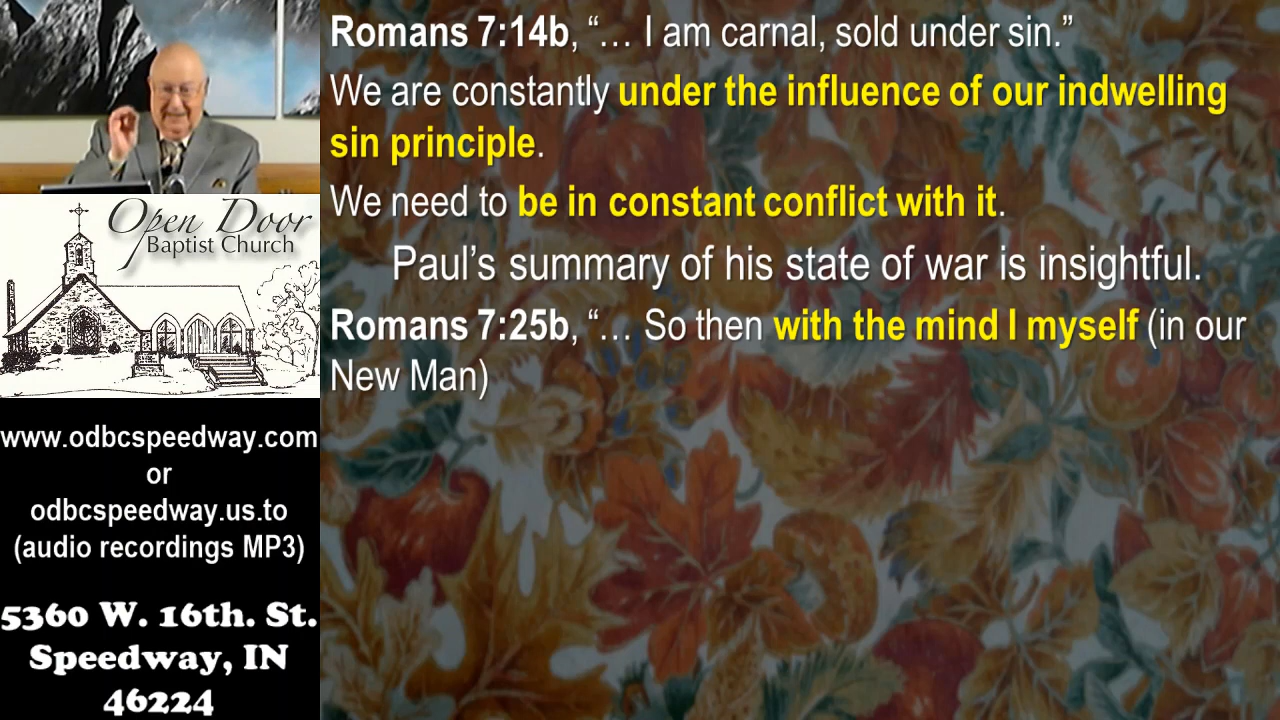 Open Door
Baptist Church
www.odbcspeedway.com
or
odbcspeedway.us.to
(audio recordings MP3)
5360 W. 16th. St.
Speedway, IN
46224
Romans 7:14b, “… I am carnal, sold under sin.”
We are constantly under the influence of our indwelling
sin principle.
We need to be in constant conflict with it.
Paul’s summary of his state of war is insightful.
Romans 7:25b, “… So then with the mind I myself (in our
New Man)